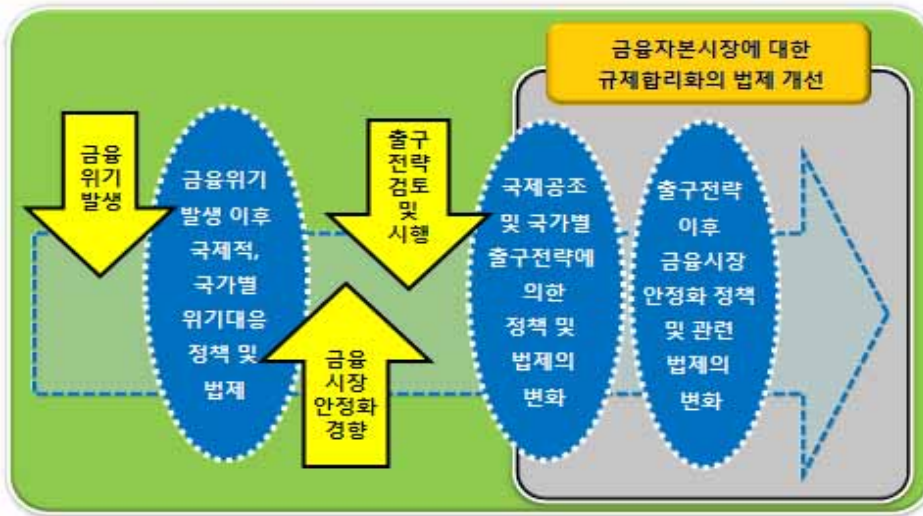 금융자본시장에 대한
규제합리화의 법제 개선
금융
위기
발생
금융위기
발생 이후
국제적,
국가별
위기대응
정책 및
법제
출구
전략
검토
및
시행
금융
시장
안정화
경향
국제공조
및 국가별
출구전략에
의한
정책 및
법제의
변화
출구전략
이후
금융시장
안정화 정책
및 관련
법제의
변화